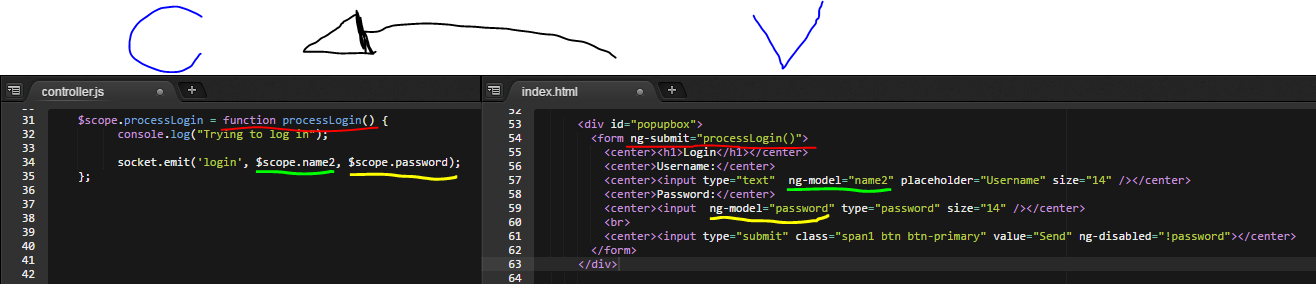 C V
controller.js + index.html +
31 $scope.processLogin = function processLogin() {
32 console.log("Trying to log in");
33
34 socket.emit('login', $scope.name2, $scope.password);
35 };
36
37
38
39
40
41
42
52
53 <div id="popupbox">
54 <form ng-submit="processLogin()">
55 <center><h1>Login</h1></center>
56 <center>Username:</center>
57 <center><input type="text" ng-model="name2" placeholder="Username" size="14" /></center>
58 <center>Password:</center>
59 <center><input ng-model="password" type="password" size="14" /></center>
60 <br>
61 <center><input type="submit" class="span1 btn btn-primary" value="Send" ng-disabled="!password"></center>
62 </form>
63 </div>
64